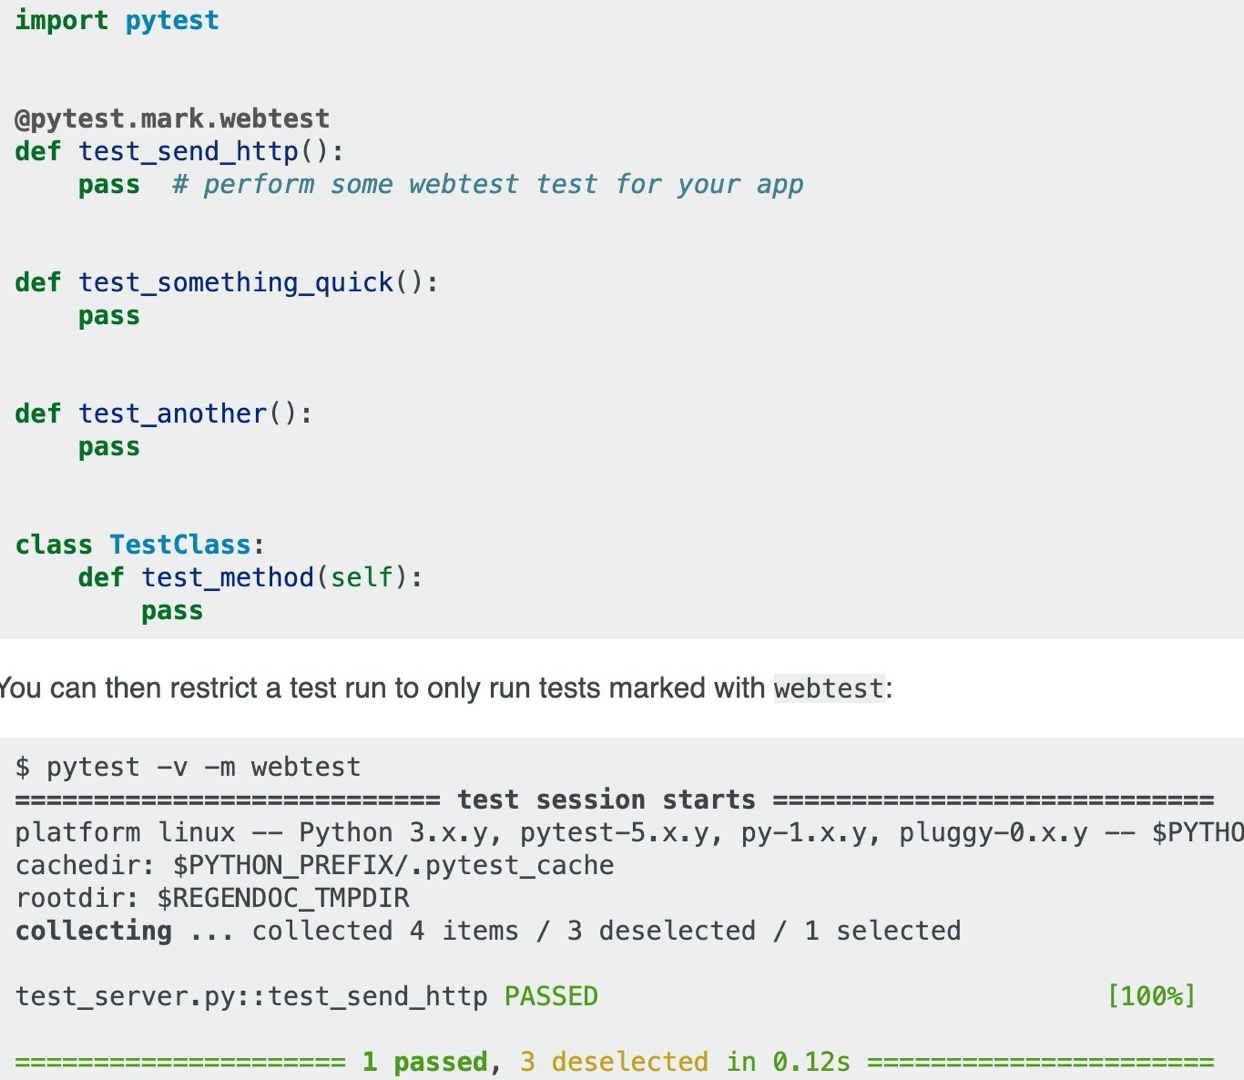 import pytest
@pytest.mark.webtest
def test_send_http():
    pass  # perform some webtest test for your app
def test_something_quick():
    pass
def test_another():
    pass
class TestClass:
    def test_method(self):
        pass
You can then restrict a test run to only run tests marked with webtest:
$ pytest -v -m webtest
=========================== test session starts ============================
platform linux -- Python 3.x.y, pytest-5.x.y, py-1.x.y, pluggy-0.x.y -- $PYTHO
cachedir: $PYTHON_PREFIX/.pytest_cache
rootdir: $REGENDOC_TMPDIR
collecting ... collected 4 items / 3 deselected / 1 selected
test_server.py::test_send_http PASSED                                [100%]
===================== 1 passed, 3 deselected in 0.12s ======================